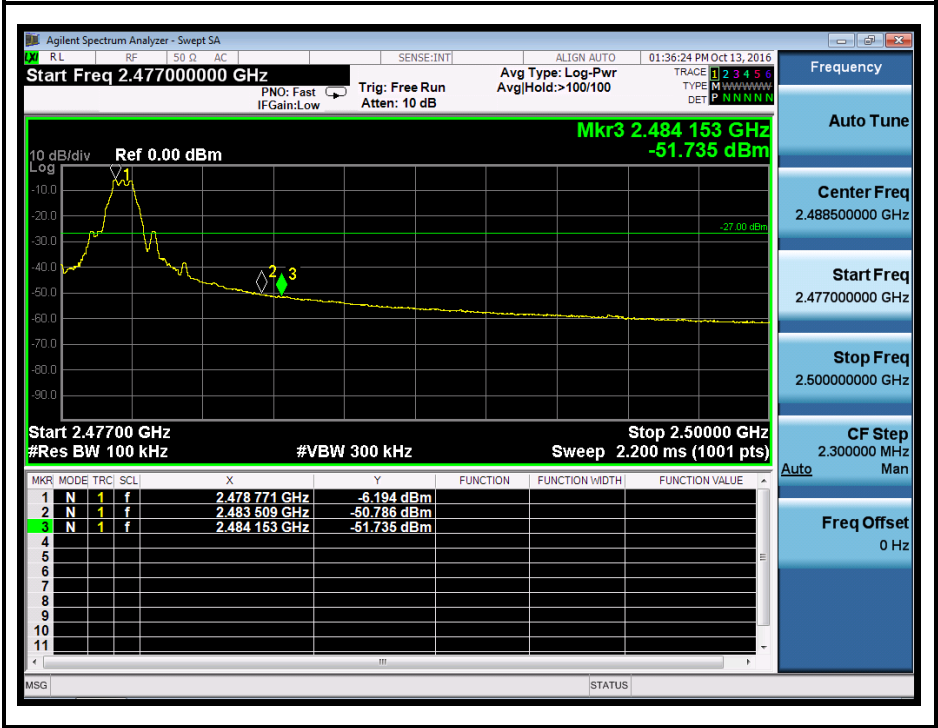 Agilent Spectrum Analyzer - Swept SA
LXI RL RF 50 Ω AC SENSE:INT ALIGN AUTO 01:36:24 PM Oct 13, 2016
Start Freq 2.477000000 GHz
PNO: Fast
IFGain:Low
Trig: Free Run
Atten: 10 dB
Avg Type: Log-Pwr
Avg|Hold:>100/100
TRACE 1 2 3 4 5 6
TYPE M WWWWW
DET P N N N N N
Mkr3 2.484 153 GHz
-51.735 dBm
10 dB/div Ref 0.00 dBm
Log
1
-10.0
-20.0
-27.00 dBm
-30.0
-40.0
2 3
-50.0
-60.0
-70.0
-80.0
-90.0
Start 2.47700 GHz Stop 2.50000 GHz
#Res BW 100 kHz #VBW 300 kHz Sweep 2.200 ms (1001 pts)
MKR MODE TRC SCL X Y FUNCTION FUNCTION WIDTH FUNCTION VALUE
1 N 1 f 2.478 771 GHz -6.194 dBm
2 N 1 f 2.483 509 GHz -50.786 dBm
3 N 1 f 2.484 153 GHz -51.735 dBm
4
5
6
7
8
9
10
11
MSG STATUS
Frequency
Auto Tune
Center Freq
2.488500000 GHz
Start Freq
2.477000000 GHz
Stop Freq
2.500000000 GHz
CF Step
2.300000 MHz
Auto Man
Freq Offset
0 Hz